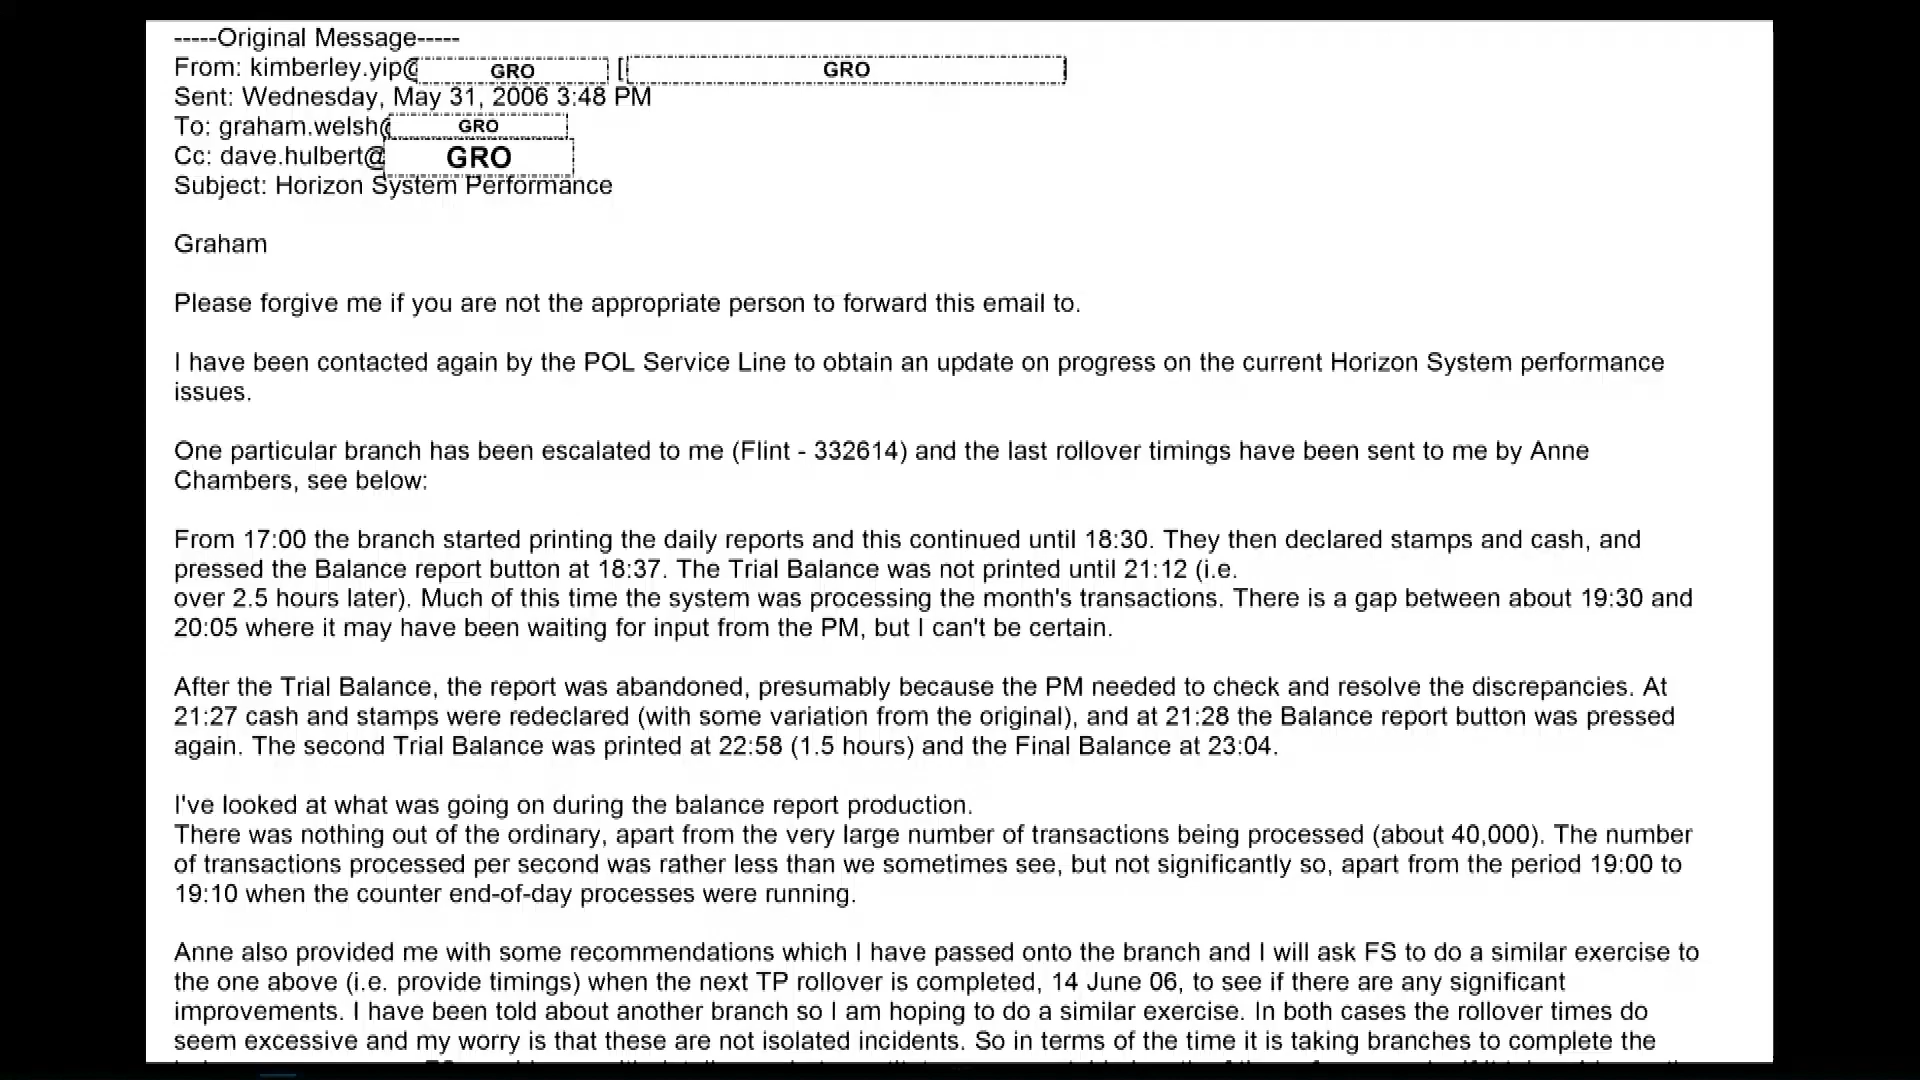 -----Original Message-----
From: kimberley.yip@ GRO [ GRO ]
Sent: Wednesday, May 31, 2006 3:48 PM
To: graham.welsh@ GRO
Cc: dave.hulbert@ GRO
Subject: Horizon System Performance
Graham
Please forgive me if you are not the appropriate person to forward this email to.
I have been contacted again by the POL Service Line to obtain an update on progress on the current Horizon System performance
issues.
One particular branch has been escalated to me (Flint - 332614) and the last rollover timings have been sent to me by Anne
Chambers, see below:
From 17:00 the branch started printing the daily reports and this continued until 18:30. They then declared stamps and cash, and
pressed the Balance report button at 18:37. The Trial Balance was not printed until 21:12 (i.e.
over 2.5 hours later). Much of this time the system was processing the month's transactions. There is a gap between about 19:30 and
20:05 where it may have been waiting for input from the PM, but I can't be certain.
After the Trial Balance, the report was abandoned, presumably because the PM needed to check and resolve the discrepancies. At
21:27 cash and stamps were redeclared (with some variation from the original), and at 21:28 the Balance report button was pressed
again. The second Trial Balance was printed at 22:58 (1.5 hours) and the Final Balance at 23:04.
I've looked at what was going on during the balance report production.
There was nothing out of the ordinary, apart from the very large number of transactions being processed (about 40,000). The number
of transactions processed per second was rather less than we sometimes see, but not significantly so, apart from the period 19:00 to
19:10 when the counter end-of-day processes were running.
Anne also provided me with some recommendations which I have passed onto the branch and I will ask FS to do a similar exercise to
the one above (i.e. provide timings) when the next TP rollover is completed, 14 June 06, to see if there are any significant
improvements. I have been told about another branch so I am hoping to do a similar exercise. In both cases the rollover times do
seem excessive and my worry is that these are not isolated incidents. So in terms of the time it is taking branches to complete the